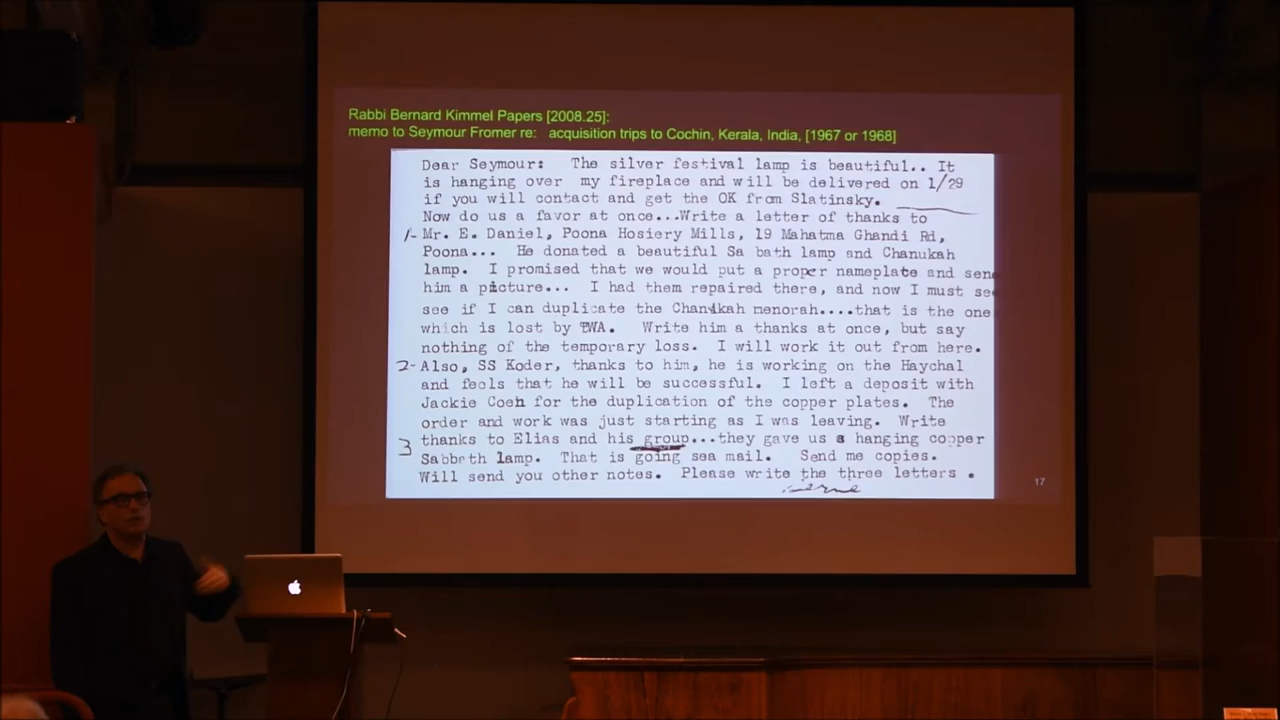 Rabbi Bernard Kimmel Papers [2008.25]:
memo to Seymour Fromer re: acquisition trips to Cochin, Kerala, India, [1967 or 1968]
Dear Seymour: The silver festival lamp is beautiful.. It
is hanging over my fireplace and will be delivered on 1/29
if you will contact and get the OK from Slatinsky.
Now do us a favor at once...Write a letter of thanks to
1- Mr. E. Daniel, Poona Hosiery Mills, 19 Mahatma Ghandi Rd,
Poona... He donated a beautiful Sa bath lamp and Chanukah
lamp. I promised that we would put a proper nameplate and sen
him a picture... I had them repaired there, and now I must se
see if I can duplicate the Chanukah menorah....that is the one
which is lost by TWA. Write him a thanks at once, but say
nothing of the temporary loss. I will work it out from here.
2- Also, SS Koder, thanks to him, he is working on the Haychal
and feels that he will be successful. I left a deposit with
Jackie Coeh for the duplication of the copper plates. The
order and work was just starting as I was leaving. Write
3 thanks to Elias and his group...they gave us a hanging copper
Sabbath lamp. That is going sea mail. Send me copies.
Will send you other notes. Please write the three letters .
17